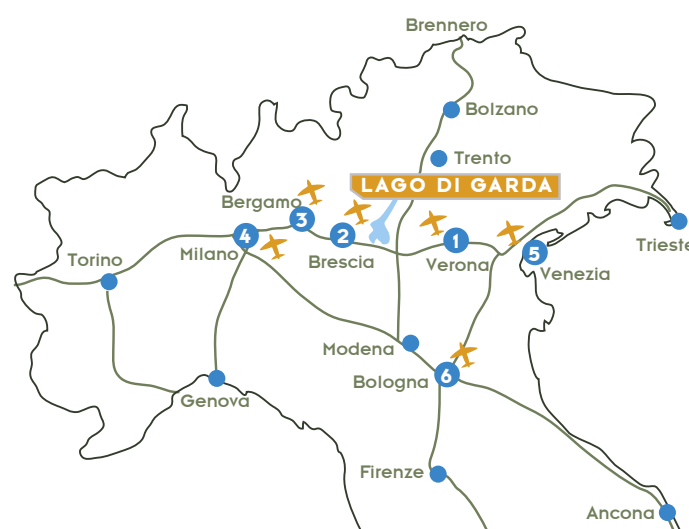 Brennero
Bolzano
Trento
LAGO DI GARDA
Bergamo
3
4
2
1
5
Milano
Brescia
Verona
Venezia
Trieste
Torino
Modena
Bologna
6
Genova
Firenze
Ancona